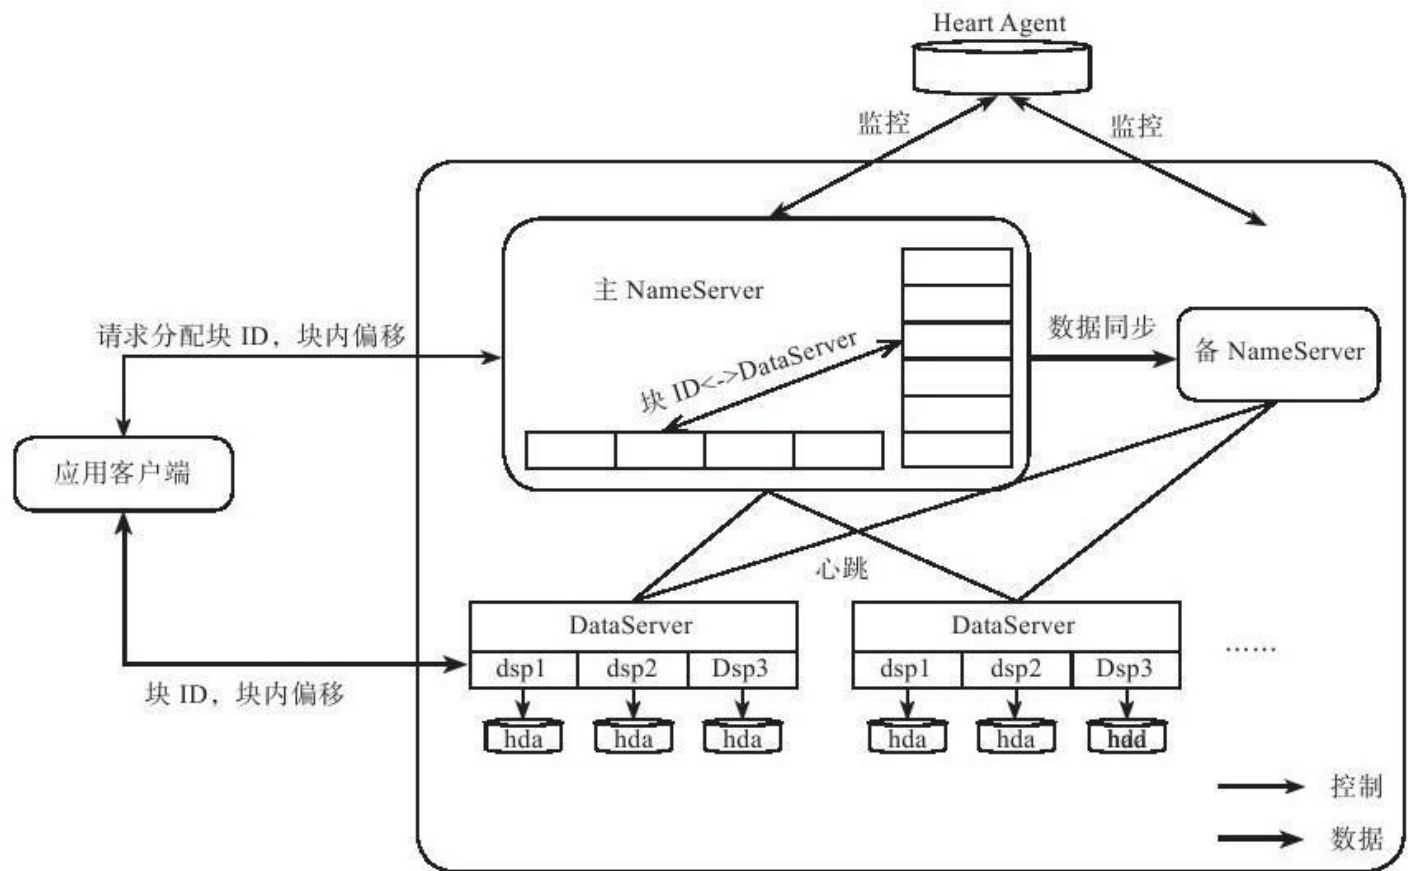 Heart Agent
监控
监控
主 NameServer
请求分配块 ID，块内偏移
数据同步
块 ID<->DataServer
备 NameServer
应用客户端
心跳
DataServer
dsp1 dsp2 Dsp3
DataServer
dsp1 dsp2 Dsp3
……
块 ID，块内偏移
hda hda hda
hda hda
控制
数据